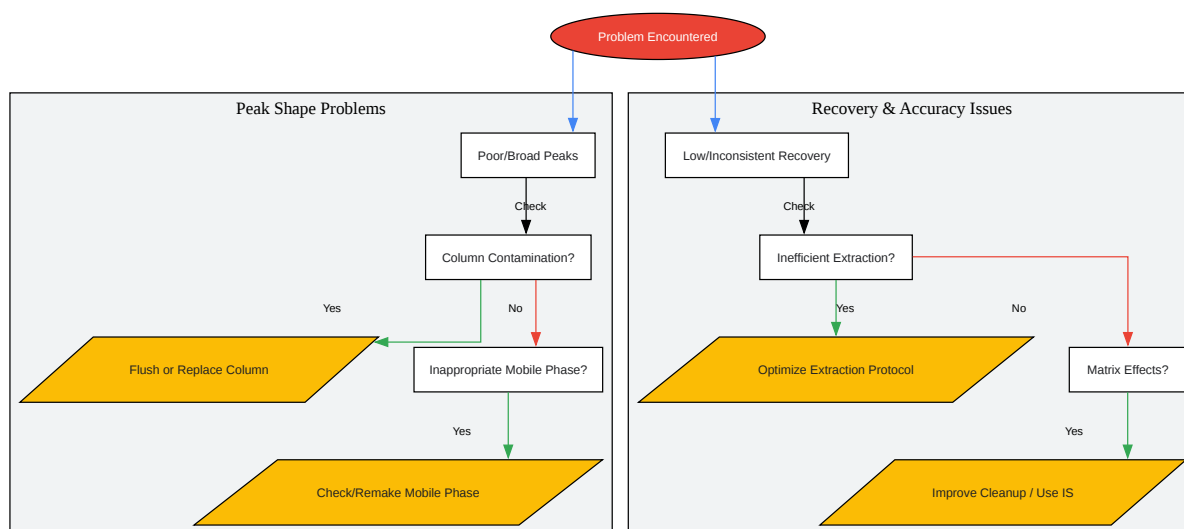 Problem Encountered
Peak Shape Problems
Poor/Broad Peaks
Check
Column Contamination?
Yes
No
Flush or Replace Column
Inappropriate Mobile Phase?
Yes
Check/Remake Mobile Phase
Recovery & Accuracy Issues
Low/Inconsistent Recovery
Check
Inefficient Extraction?
Yes
No
Optimize Extraction Protocol
Matrix Effects?
Yes
Improve Cleanup / Use IS